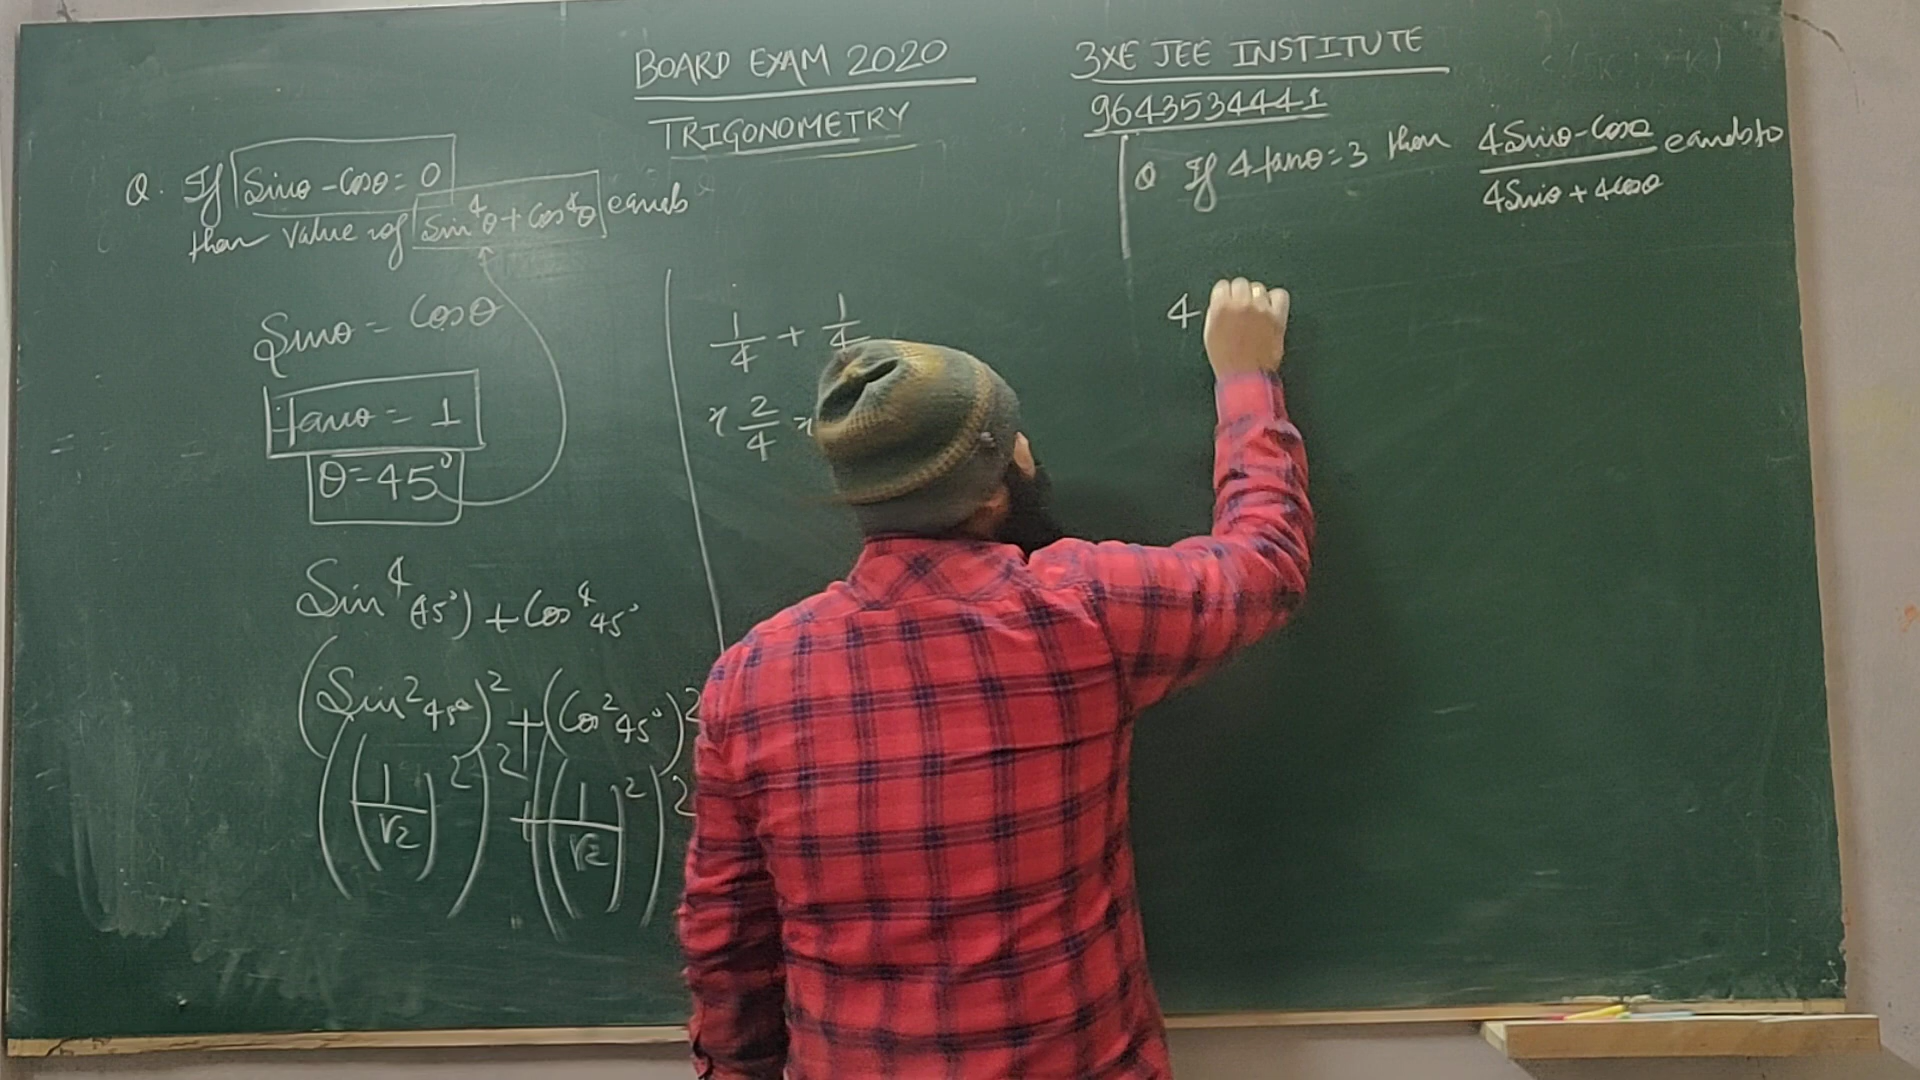 BOARD EXAM 2020
TRIGONOMETRY
3XE JEE INSTITUTE
9643534441
Q. If Sinθ - Cosθ = 0
then value of Sin⁴θ + Cos⁴θ equals
Sinθ = Cosθ
tanθ = 1
θ = 45°
Sin⁴(45°) + Cos⁴45°
(Sin²45°)² + (Cos²45°)²
((1/√2)²)² + ((1/√2)²)²
1/4 + 1/4
= 2/4 =
Q If 4 tanθ = 3 then (4Sinθ - Cosθ)/(4Sinθ + 4Cosθ) equals to
4